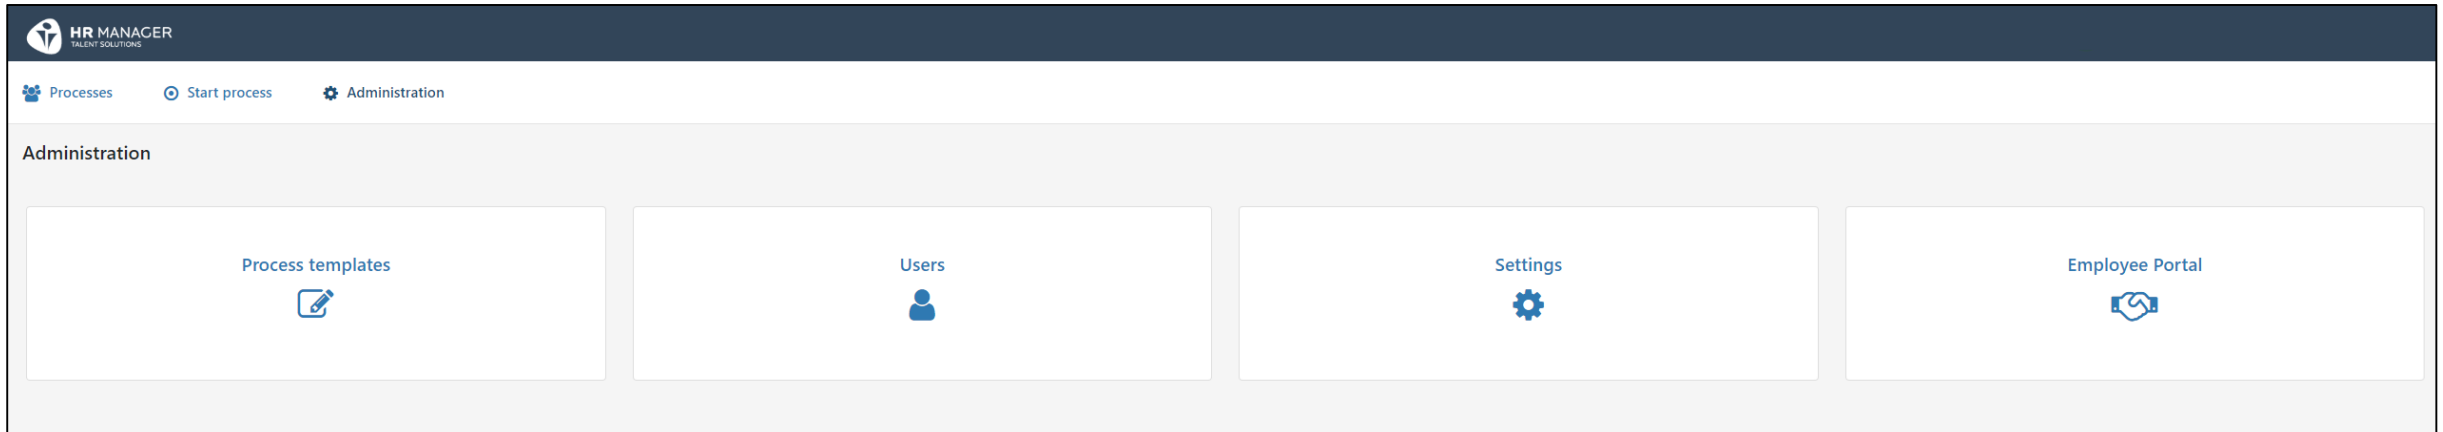 HR MANAGER
TALENT SOLUTIONS
Processes Start process Administration
Administration
Process templates Users Settings Employee Portal